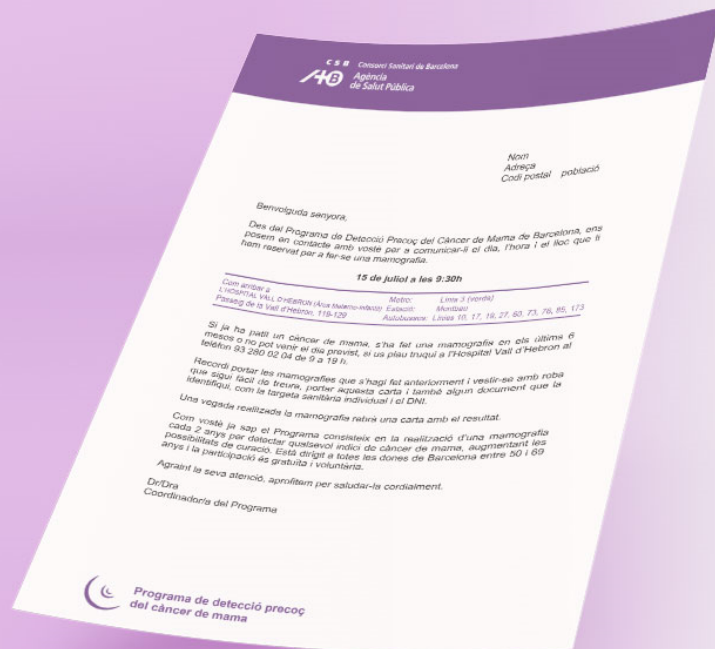 CSB Consorci Sanitari de Barcelona
Agència
de Salut Pública
Nom
Adreça
Codi postal població
Benvolguda senyora,
Des del Programa de Detecció Precoç del Càncer de Mama de Barcelona, ens
posem en contacte amb vostè per a comunicar-li el dia, l'hora i el lloc que li
hem reservat per a fer-se una mamografia.
15 de juliol a les 9:30h
Com arribar a Metro: Línia 3 (verda)
L'HOSPITAL VALL D'HEBRON (Àrea Materno-Infantil) Estació: Montbau
Passeig de la Vall d'Hebron, 119-129 Autobusos: Línies 10, 17, 19, 27, 60, 73, 76, 85, 173
Si ja ha patit un càncer de mama, s'ha fet una mamografia en els últims 6
mesos o no pot venir el dia previst, si us plau truqui a l'Hospital Vall d'Hebron al
telèfon 93 280 02 04 de 9 a 19 h.
Recordi portar les mamografies que s'hagi fet anteriorment i vestir-se amb roba
que sigui fàcil de treure, portar aquesta carta i també algun document que la
identifiqui, com la targeta sanitària individual i el DNI.
Una vegada realitzada la mamografia rebrà una carta amb el resultat.
Com vostè ja sap el Programa consisteix en la realització d'una mamografia
cada 2 anys per detectar qualsevol indici de càncer de mama, augmentant les
possibilitats de curació. Està dirigit a totes les dones de Barcelona entre 50 i 69
anys i la participació és gratuïta i voluntària.
Agraint la seva atenció, aprofitem per saludar-la cordialment.
Dr/Dra
Coordinador/a del Programa
Programa de detecció precoç
del càncer de mama